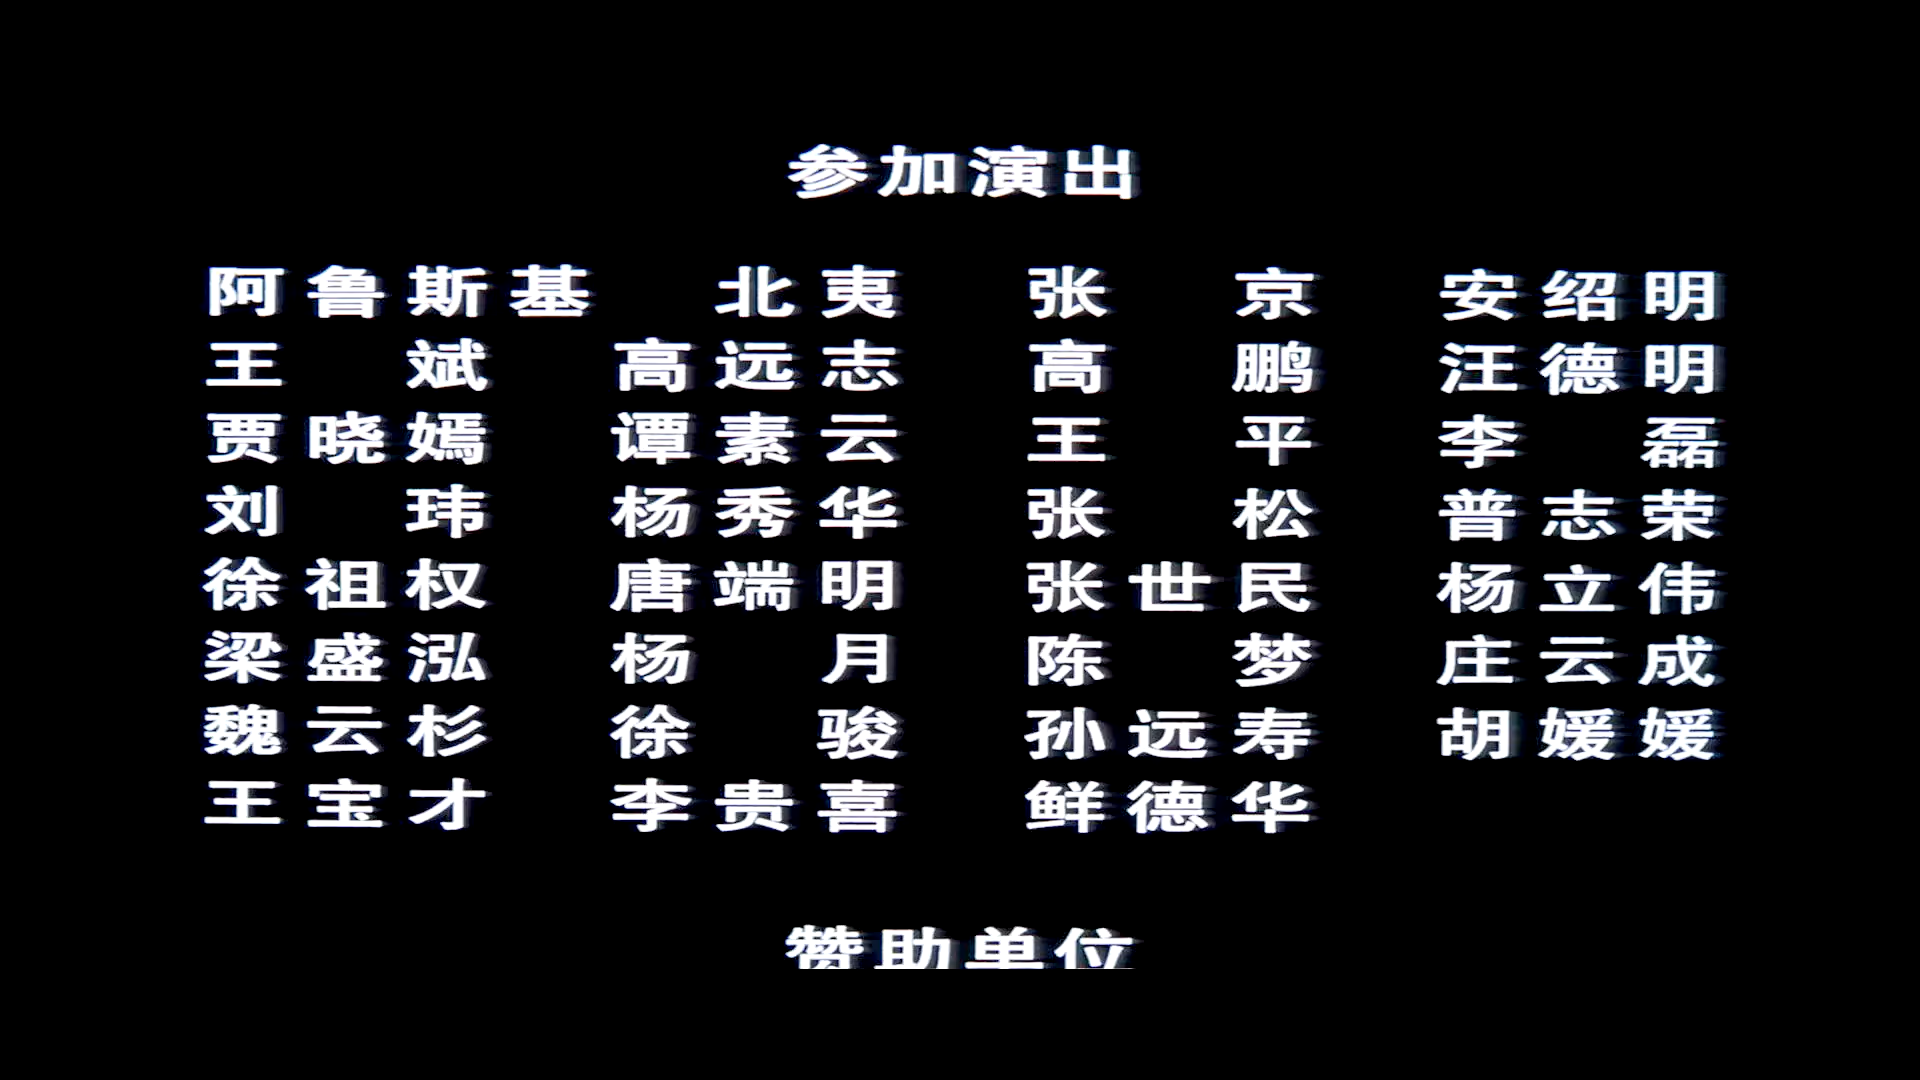 参加演出
阿鲁斯基 北夷 张京 安绍明
王斌 高远志 高鹏 汪德明
贾晓嫣 谭素云 王平 李磊
刘玮 杨秀华 张松 普志荣
徐祖权 唐端明 张世民 杨立伟
梁盛泓 杨月 陈梦 庄云成
魏云杉 徐骏 孙远寿 胡媛媛
王宝才 李贵喜 鲜德华
赞助单位